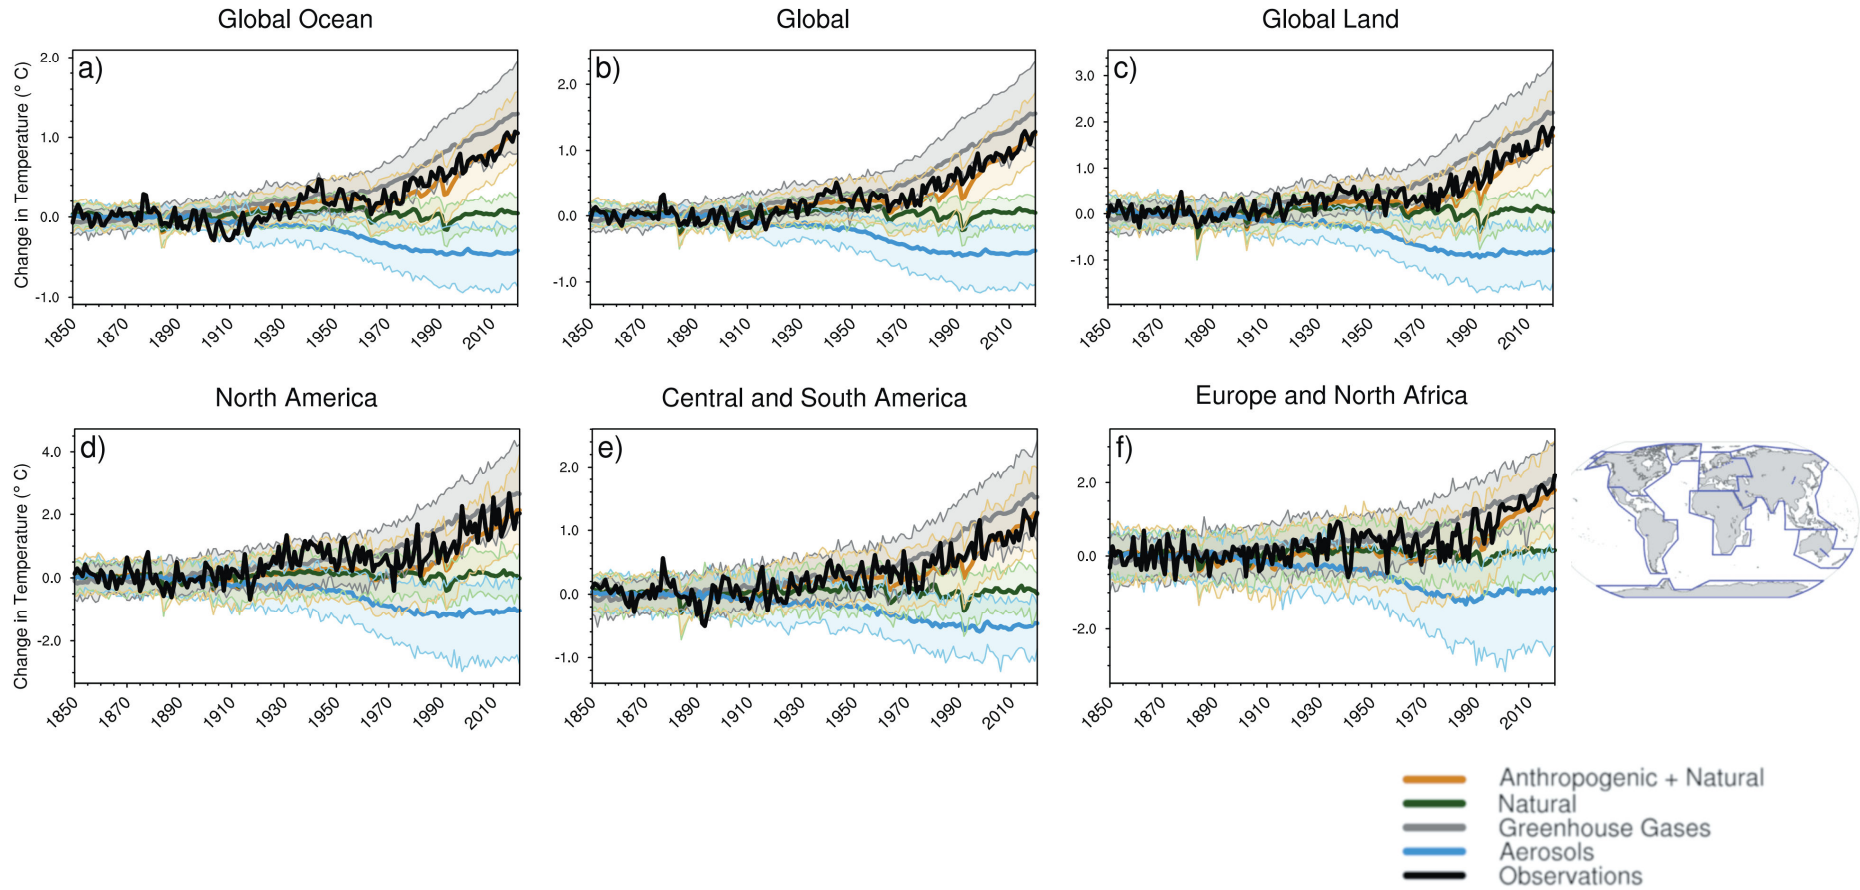 Global Ocean
Global
Global Land
Change in Temperature (° C)
a)
2.0
1.0
0.0
-1.0
1850 1870 1890 1910 1930 1950 1970 1990 2010
b)
2.0
1.0
0.0
-1.0
1850 1870 1890 1910 1930 1950 1970 1990 2010
c)
3.0
2.0
1.0
0.0
-1.0
1850 1870 1890 1910 1930 1950 1970 1990 2010
North America
Central and South America
Europe and North Africa
Change in Temperature (° C)
d)
4.0
2.0
0.0
-2.0
1850 1870 1890 1910 1930 1950 1970 1990 2010
e)
2.0
1.0
0.0
-1.0
1850 1870 1890 1910 1930 1950 1970 1990 2010
f)
2.0
0.0
-2.0
1850 1870 1890 1910 1930 1950 1970 1990 2010
Anthropogenic + Natural
Natural
Greenhouse Gases
Aerosols
Observations